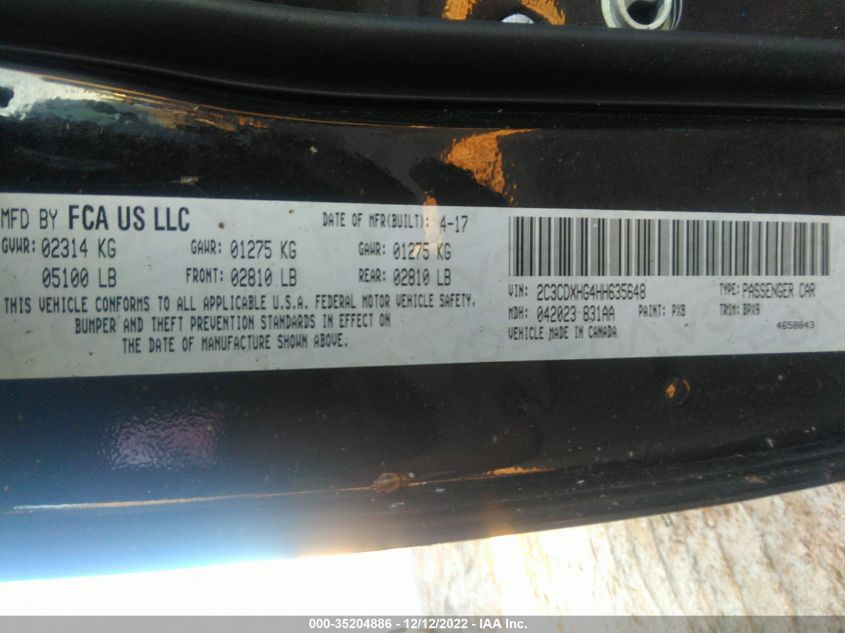 MFD BY FCA US LLC DATE OF MFR(BUILT): 4-17
GVWR: 02314 KG GAWR: 01275 KG GAWR: 01275 KG
05100 LB FRONT: 02810 LB REAR: 02810 LB
THIS VEHICLE CONFORMS TO ALL APPLICABLE U.S.A. FEDERAL MOTOR VEHICLE SAFETY,
BUMPER AND THEFT PREVENTION STANDARDS IN EFFECT ON
THE DATE OF MANUFACTURE SHOWN ABOVE.
VIN: 2C3CDXHG4HH635648 TYPE: PASSENGER CAR
MDH: 042023 831AA PAINT: PX8 TRIM: BPX9
VEHICLE MADE IN CANADA 4658843
000-35204886 - 12/12/2022 - IAA Inc.